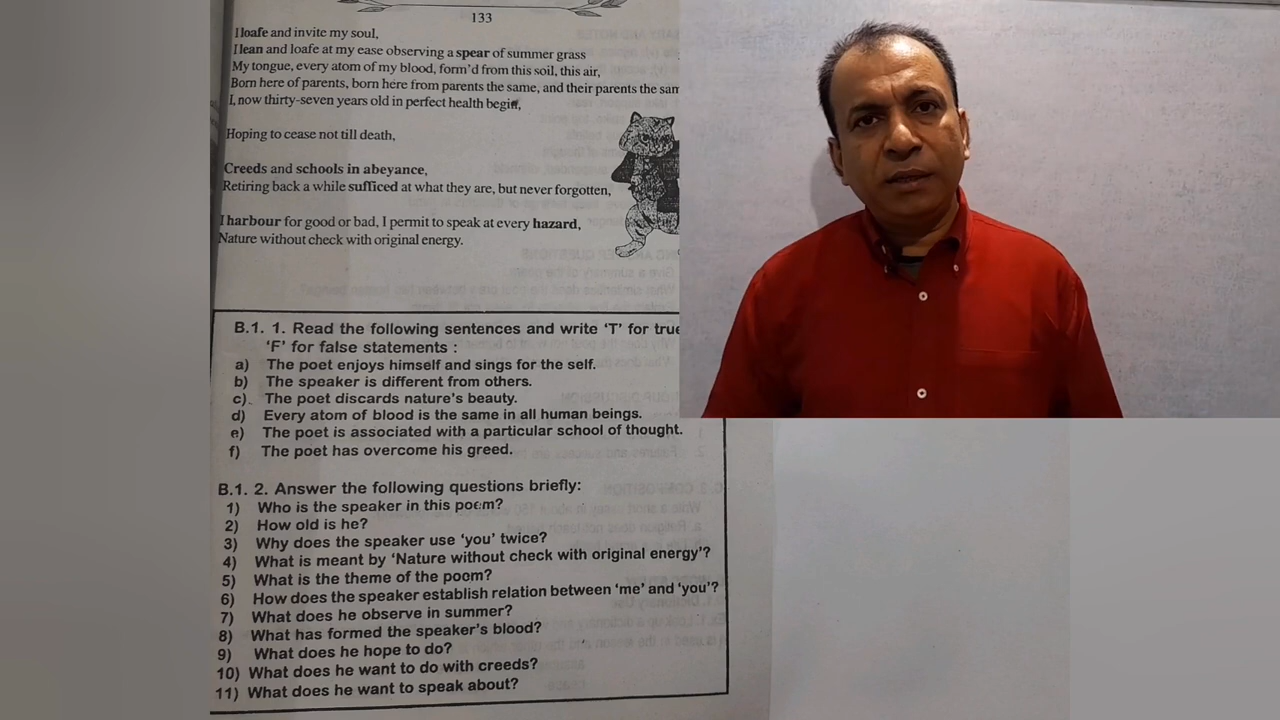 133
I loafe and invite my soul,
I lean and loafe at my ease observing a spear of summer grass
My tongue, every atom of my blood, form'd from this soil, this air,
Born here of parents, born here from parents the same, and their parents the sam
I, now thirty-seven years old in perfect health begin,
Hoping to cease not till death,
Creeds and schools in abeyance,
Retiring back a while sufficed at what they are, but never forgotten,
I harbour for good or bad, I permit to speak at every hazard,
Nature without check with original energy.
B.1. 1. Read the following sentences and write 'T' for true
'F' for false statements :
a) The poet enjoys himself and sings for the self.
b) The speaker is different from others.
c) The poet discards nature's beauty.
d) Every atom of blood is the same in all human beings.
e) The poet is associated with a particular school of thought.
f) The poet has overcome his greed.
B.1. 2. Answer the following questions briefly:
1) Who is the speaker in this poem?
2) How old is he?
3) Why does the speaker use 'you' twice?
4) What is meant by 'Nature without check with original energy'?
5) What is the theme of the poom?
6) How does the speaker establish relation between 'me' and 'you'?
7) What does he observe in summer?
8) What has formed the speaker's blood?
9) What does he hope to do?
10) What does he want to do with creeds?
11) What does he want to speak about?